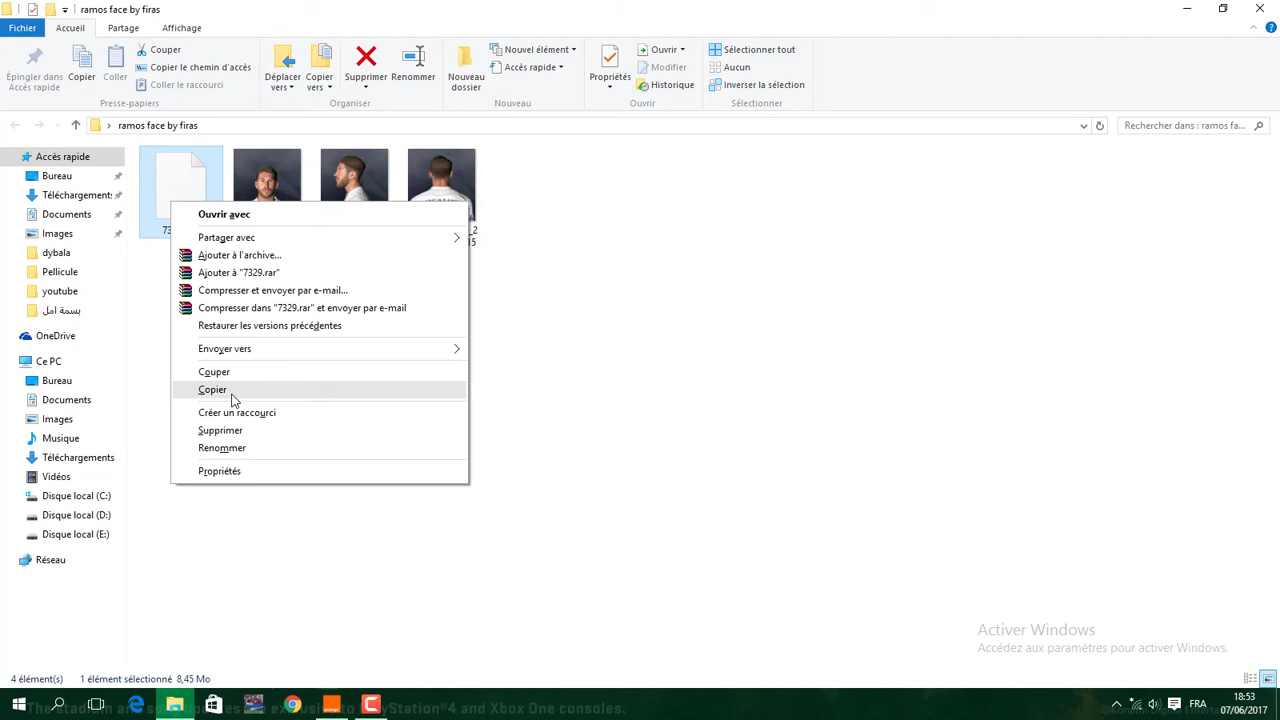 ramos face by firas
Fichier
Accueil
Partage
Affichage
Épingler dans Accès rapide
Copier
Coller
Couper
Copier le chemin d'accès
Coller le raccourci
Presse-papiers
Déplacer vers
Copier vers
Supprimer
Renommer
Organiser
Nouveau dossier
Nouvel élément
Accès rapide
Nouveau
Propriétés
Ouvrir
Modifier
Historique
Ouvrir
Sélectionner tout
Aucun
Inverser la sélection
Sélectionner
ramos face by firas
Rechercher dans : ramos fa...
Accès rapide
Bureau
Téléchargements
Documents
Images
dybala
Pellicule
youtube
بسمة امل
OneDrive
Ce PC
Bureau
Documents
Images
Musique
Téléchargements
Vidéos
Disque local (C:)
Disque local (D:)
Disque local (E:)
Réseau
Ouvrir avec
Partager avec
Ajouter à l'archive...
Ajouter à "7329.rar"
Compresser et envoyer par e-mail...
Compresser dans "7329.rar" et envoyer par e-mail
Restaurer les versions précédentes
Envoyer vers
Couper
Copier
Créer un raccourci
Supprimer
Renommer
Propriétés
Activer Windows
Accédez aux paramètres pour activer Windows.
4 élément(s) 1 élément sélectionné 8,45 Mo
FRA
18:53
07/06/2017